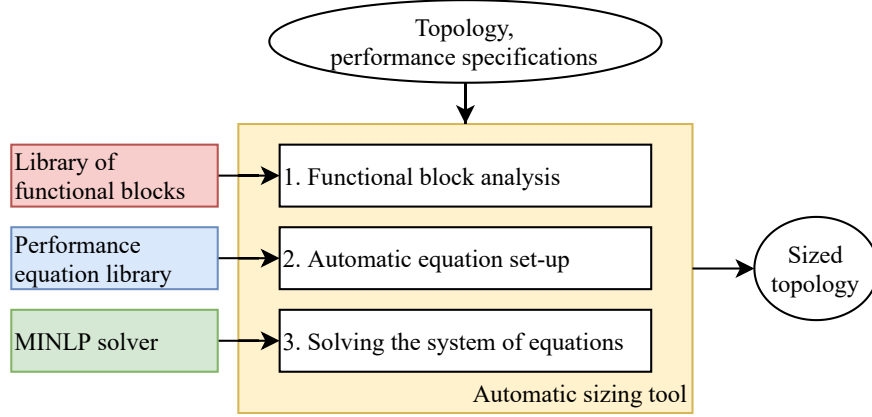 Topology,
performance specifications
Library of
functional blocks
1. Functional block analysis
Performance
equation library
2. Automatic equation set-up
Sized
topology
MINLP solver
3. Solving the system of equations
Automatic sizing tool